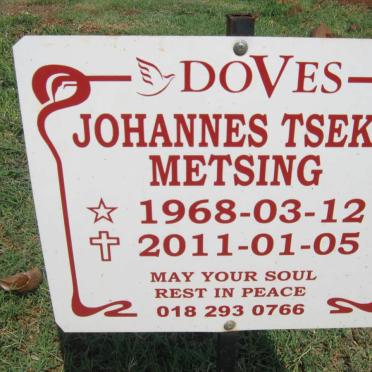 DOVES
JOHANNES TSEK
METSING
1968-03-12
2011-01-05
MAY YOUR SOUL
REST IN PEACE
018 293 0766